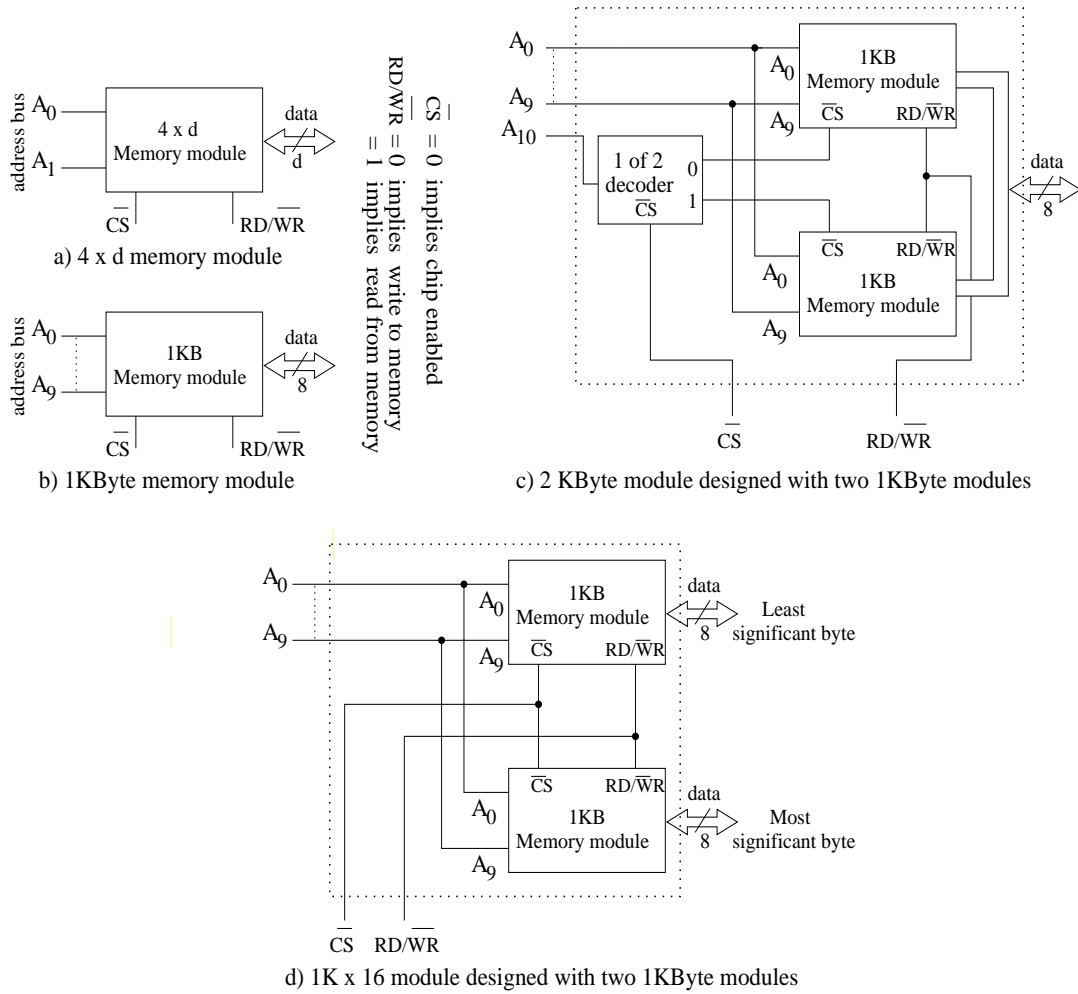 address bus
A0
A1
4 x d
Memory module
data
d
CS
RD/WR
a) 4 x d memory module
address bus
A0
A9
1KB
Memory module
data
8
CS
RD/WR
b) 1KByte memory module
CS = 0 implies chip enabled
RD/WR = 0 implies write to memory
= 1 implies read from memory
A0
A9
A10
1 of 2
decoder
CS
0
1
A0
A9
1KB
Memory module
CS
RD/WR
CS
RD/WR
1KB
Memory module
A0
A9
data
8
CS
RD/WR
c) 2 KByte module designed with two 1KByte modules
A0
A9
A0
A9
1KB
Memory module
CS
RD/WR
data
8
Least
significant byte
CS
RD/WR
1KB
Memory module
A0
A9
data
8
Most
significant byte
CS
RD/WR
d) 1K x 16 module designed with two 1KByte modules